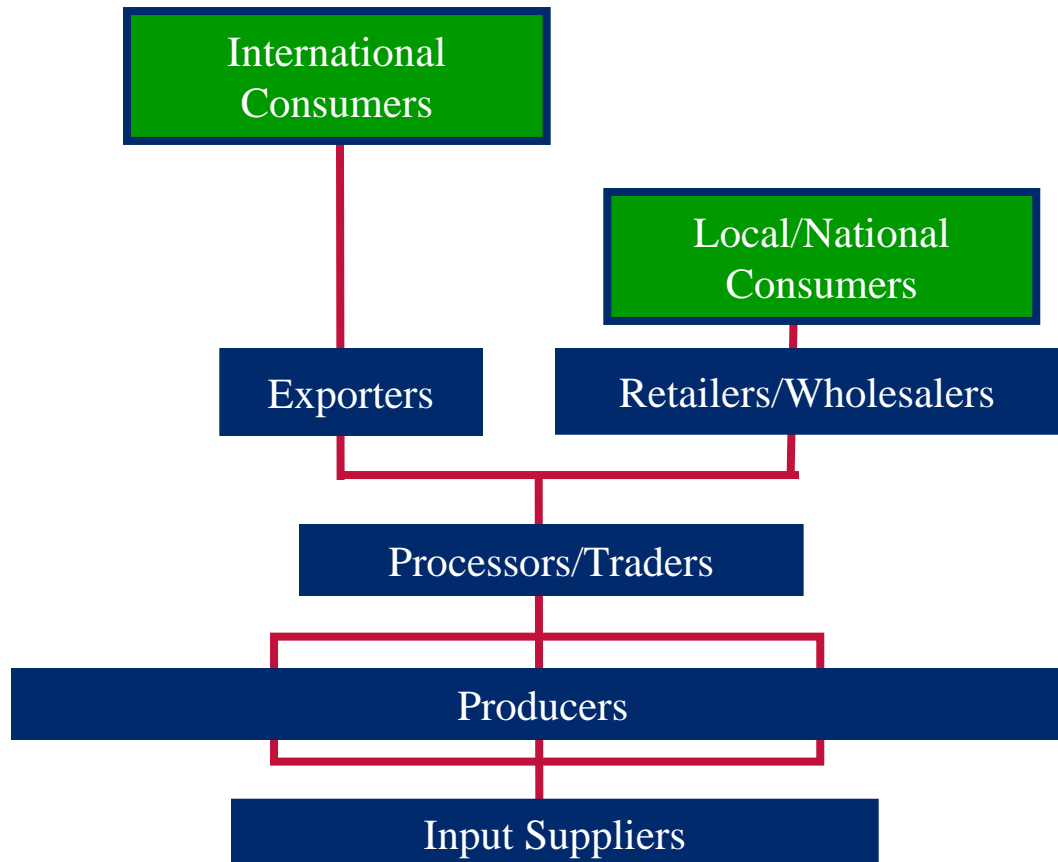 International
Consumers
Local/National
Consumers
Exporters
Retailers/Wholesalers
Processors/Traders
Producers
Input Suppliers